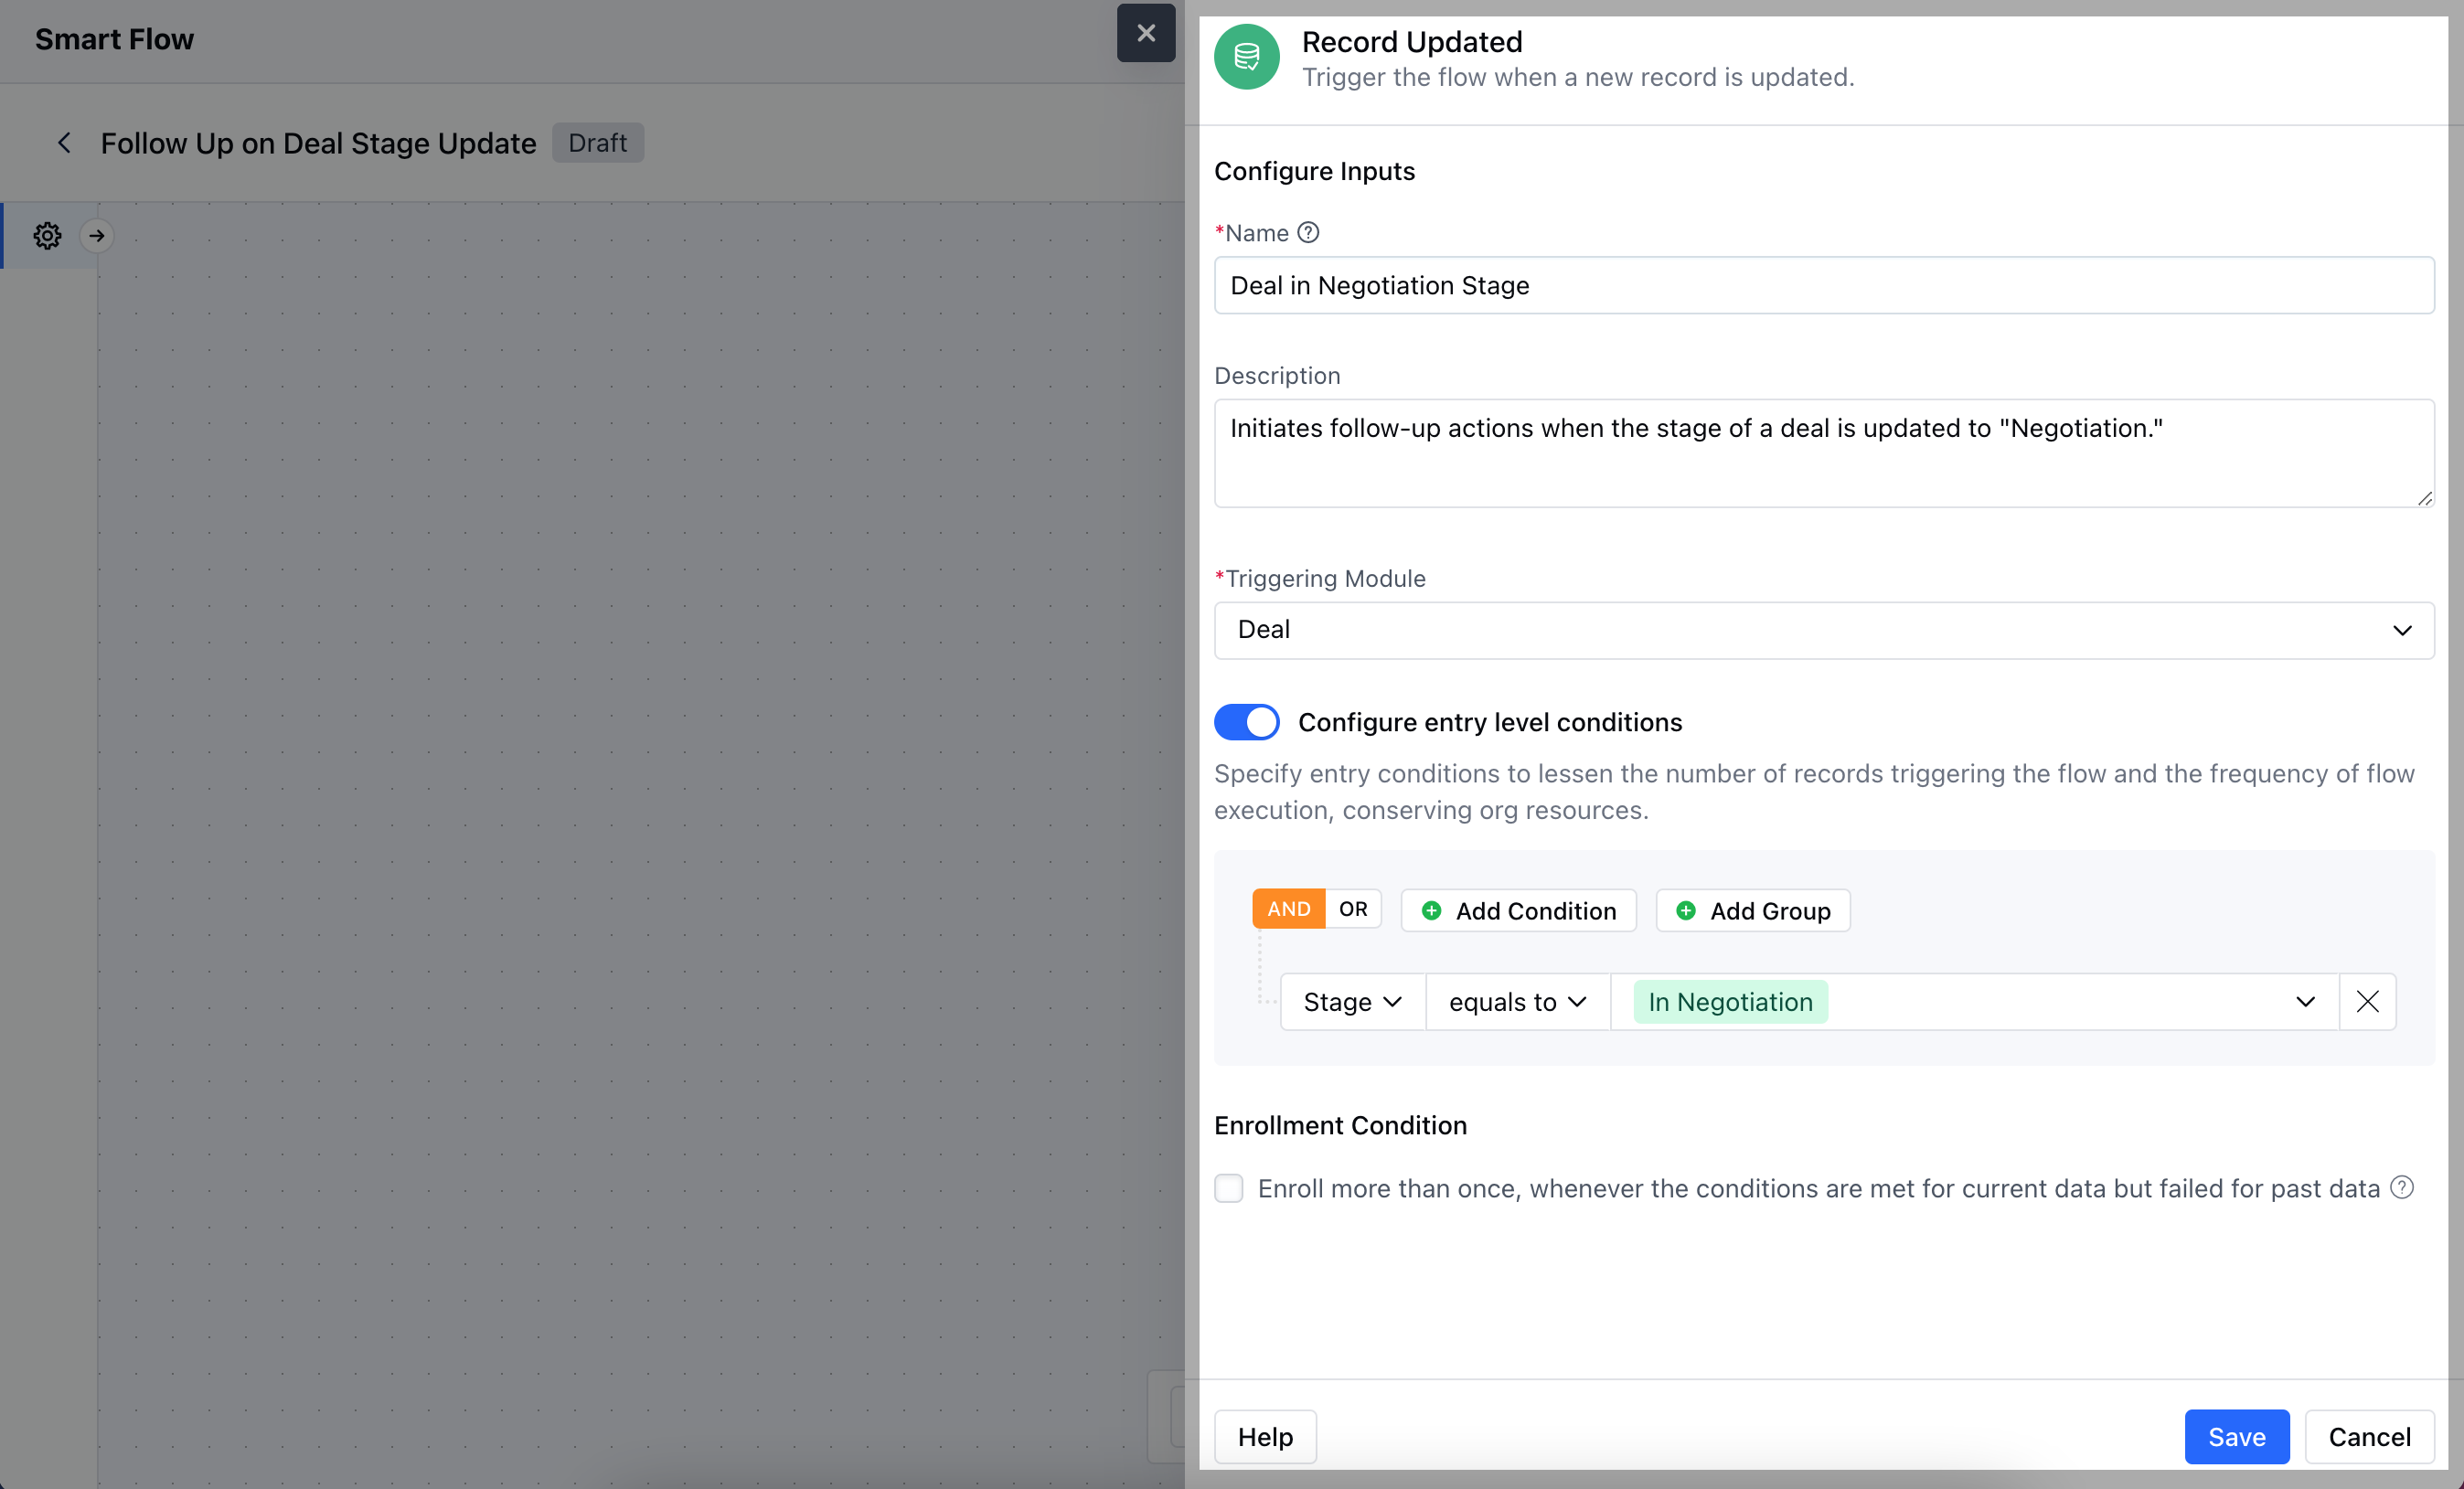 Smart Flow
Follow Up on Deal Stage Update Draft
Record Updated
Trigger the flow when a new record is updated.
Configure Inputs
*Name
Deal in Negotiation Stage
Description
Initiates follow-up actions when the stage of a deal is updated to "Negotiation."
*Triggering Module
Deal
Configure entry level conditions
Specify entry conditions to lessen the number of records triggering the flow and the frequency of flow
execution, conserving org resources.
AND OR Add Condition Add Group
Stage equals to In Negotiation
Enrollment Condition
Enroll more than once, whenever the conditions are met for current data but failed for past data
Help Save Cancel